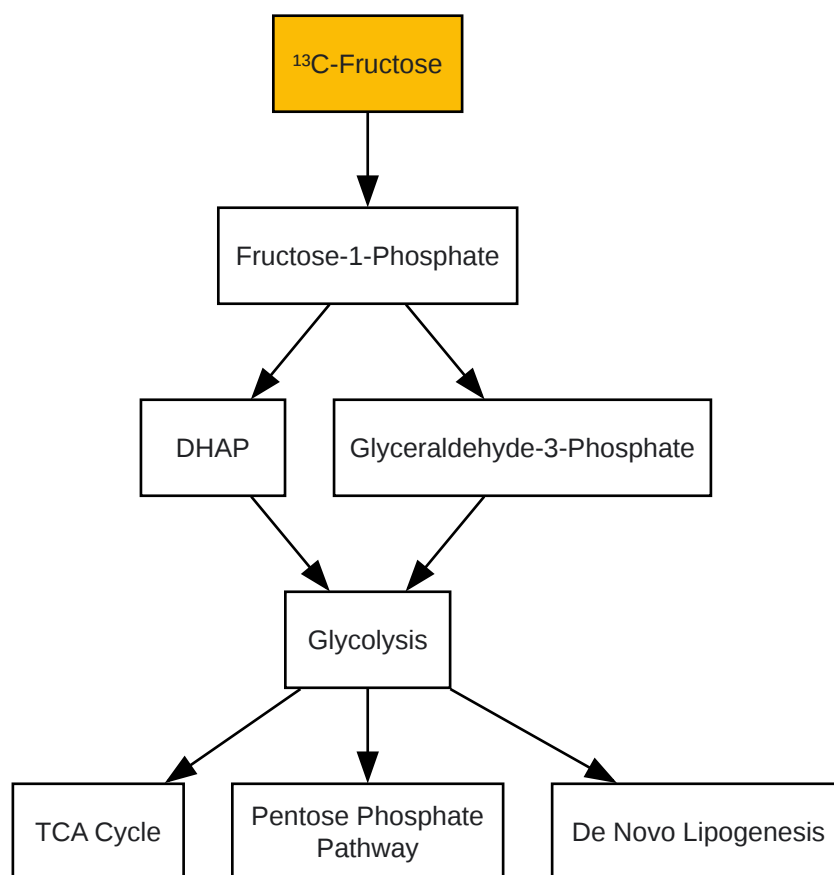 ¹³C-Fructose
Fructose-1-Phosphate
DHAP
Glyceraldehyde-3-Phosphate
Glycolysis
TCA Cycle
Pentose Phosphate
Pathway
De Novo Lipogenesis